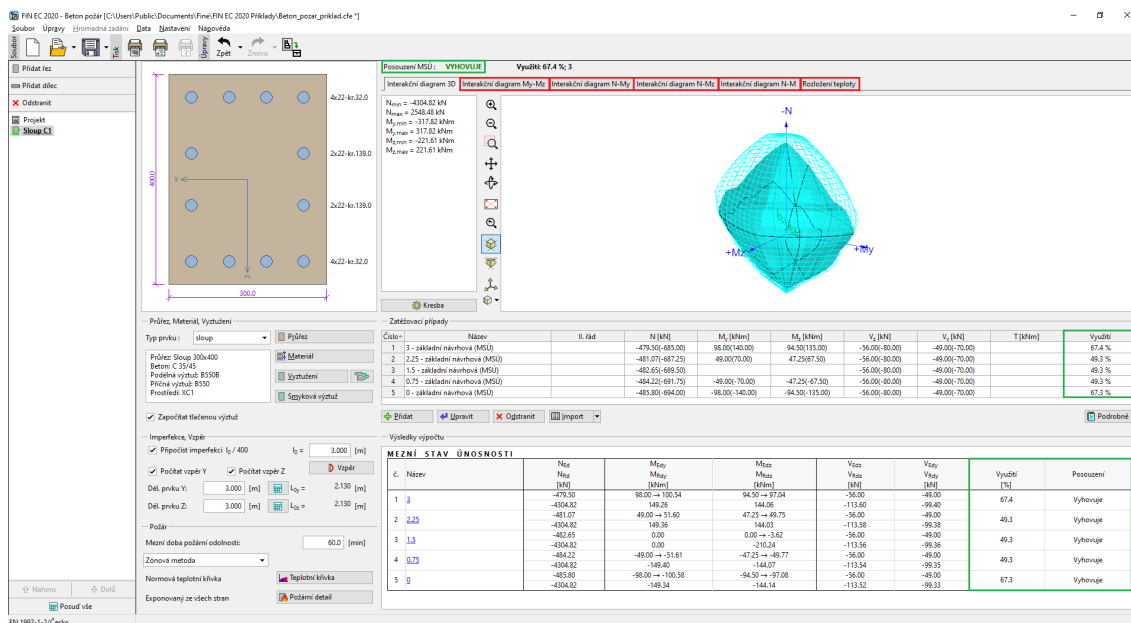 FIN EC 2020 - Beton požár [C:\Users\Public\Documents\Fine\FIN EC 2020 Příklady\Beton_pozar_priklad.cfe *]
Soubor Úpravy Hromadná zadání Data Nastavení Nápověda
Soubor Tisk Úpravy Zpět Znovu
Přidat řez
Přidat dílec
Odstranit
Projekt
Sloup C1
Nahoru Dolů
Posuď vše
EN 1992-1-2/Česko
4x22-kr.32.0
2x22-kr.139.0
2x22-kr.139.0
4x22-kr.32.0
400.0
300.0
Y
Z
Posouzení MSÚ : VYHOVUJE Využití: 67.4 %; 3
Interakční diagram 3D Interakční diagram My-Mz Interakční diagram N-My Interakční diagram N-Mz Interakční diagram N-M Rozložení teploty
Nmin = -4304.82 kN
Nmax = 2548.48 kN
My,min = -317.82 kNm
My,max = 317.82 kNm
Mz,min = -221.61 kNm
Mz,max = 221.61 kNm
Kresba
-N
+Mz
+My
Průřez, Materiál, Vyztužení
Typ prvku : sloup
Průřez
Průřez: Sloup 300x400
Beton: C 35/45
Podélná výztuž: B550B
Příčná výztuž: B550
Prostředí: XC1
Materiál
Vyztužení
Smyková výztuž
Započítat tlačenou výztuž
Imperfekce, Vzpěr
Připočíst imperfekci l0 / 400 l0 = 3.000 [m]
Počítat vzpěr Y Počítat vzpěr Z Vzpěr
Děl. prvku Y: 3.000 [m] L0y = 2.130 [m]
Děl. prvku Z: 3.000 [m] L0z = 2.130 [m]
Požár
Mezní doba požární odolnosti: 60.0 [min]
Zónová metoda
Normová teplotní křivka Teplotní křivka
Exponovaný ze všech stran Požární detail
Zatěžovací případy
Číslo Název II. řád N [kN] My [kNm] Mz [kNm] Vz [kN] Vy [kN] T [kNm] Využití
1 3 - základní návrhová (MSÚ) -479.50(-685.00) 98.00(140.00) 94.50(135.00) -56.00(-80.00) -49.00(-70.00) 67.4 %
2 2.25 - základní návrhová (MSÚ) -481.07(-687.25) 49.00(70.00) 47.25(67.50) -56.00(-80.00) -49.00(-70.00) 49.3 %
3 1.5 - základní návrhová (MSÚ) -482.65(-689.50) -56.00(-80.00) -49.00(-70.00) 49.3 %
4 0.75 - základní návrhová (MSÚ) -484.22(-691.75) -49.00(-70.00) -47.25(-67.50) -56.00(-80.00) -49.00(-70.00) 49.3 %
5 0 - základní návrhová (MSÚ) -485.80(-694.00) -98.00(-140.00) -94.50(-135.00) -56.00(-80.00) -49.00(-70.00) 67.3 %
Přidat Upravit Odstranit Import Podrobně
Výsledky výpočtu
MEZNÍ STAV ÚNOSNOSTI
NEd MEdy MEdz VEdz VEdy
č. Název NRd MRdy MRdz VRdz VRdy Využití Posouzení
[kN] [kNm] [kNm] [kN] [kN] [%]
1 3 -479.50 98.00 → 100.54 94.50 → 97.04 -56.00 -49.00 67.4 Vyhovuje
-4304.82 149.26 144.06 -113.60 -99.40
2 2.25 -481.07 49.00 → 51.60 47.25 → 49.75 -56.00 -49.00 49.3 Vyhovuje
-4304.82 149.36 144.03 -113.58 -99.38
3 1.5 -482.65 0.00 0.00 → -3.62 -56.00 -49.00 49.3 Vyhovuje
-4304.82 0.00 -210.24 -113.56 -99.36
4 0.75 -484.22 -49.00 → -51.61 -47.25 → -49.77 -56.00 -49.00 49.3 Vyhovuje
-4304.82 -149.40 -144.07 -113.54 -99.35
5 0 -485.80 -98.00 → -100.58 -94.50 → -97.08 -56.00 -49.00 67.3 Vyhovuje
-4304.82 -149.34 -144.14 -113.52 -99.33